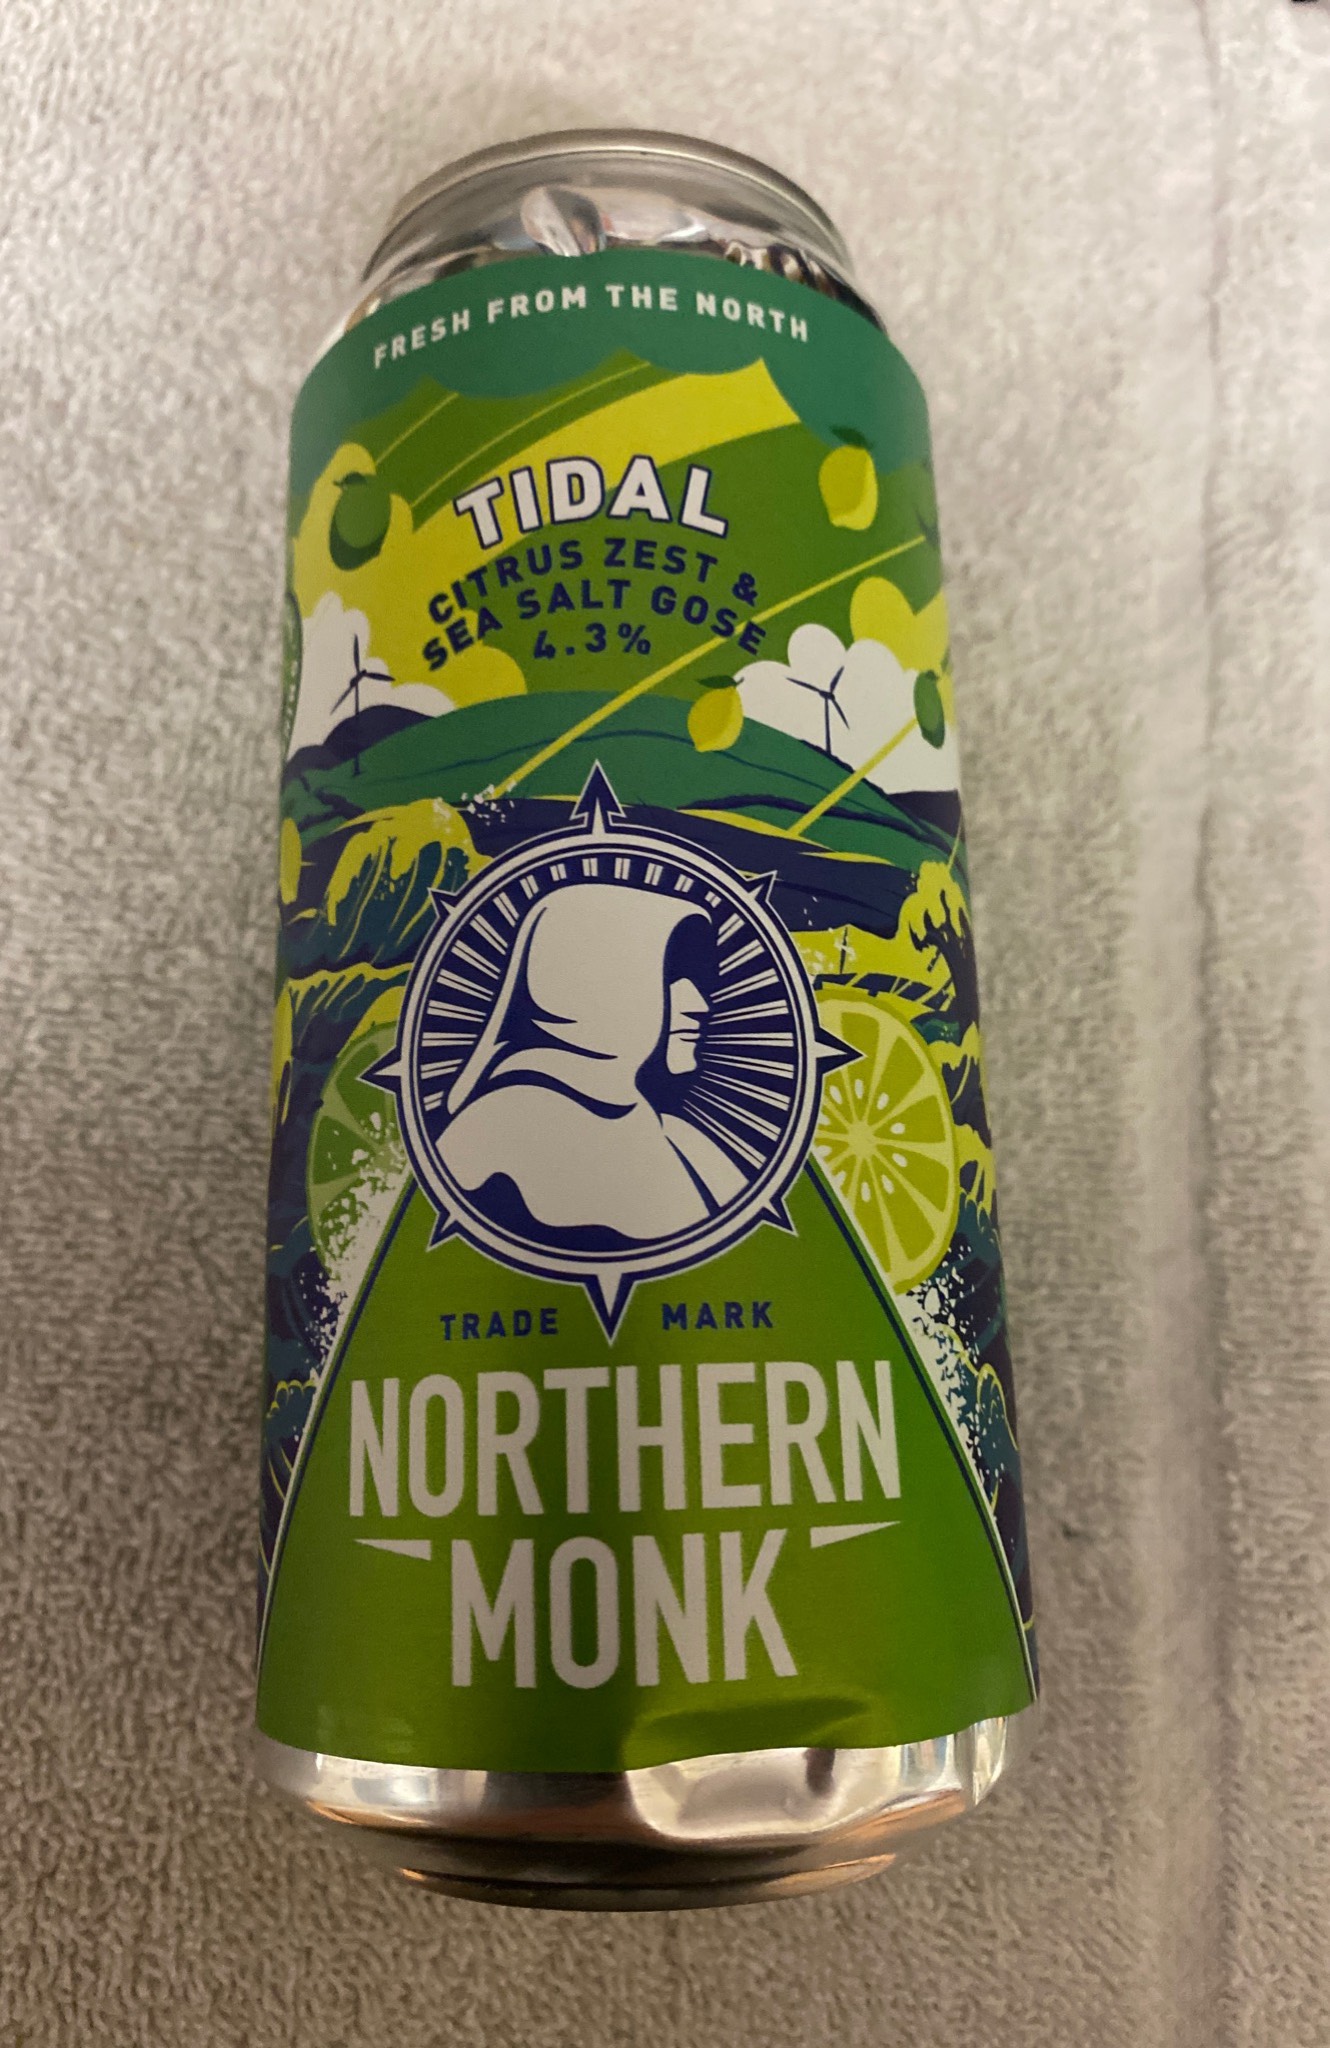 FRESH FROM THE NORTH
TIDAL
CITRUS ZEST &
SEA SALT GOSE
4.3%
TRADE MARK
NORTHERN
MONK